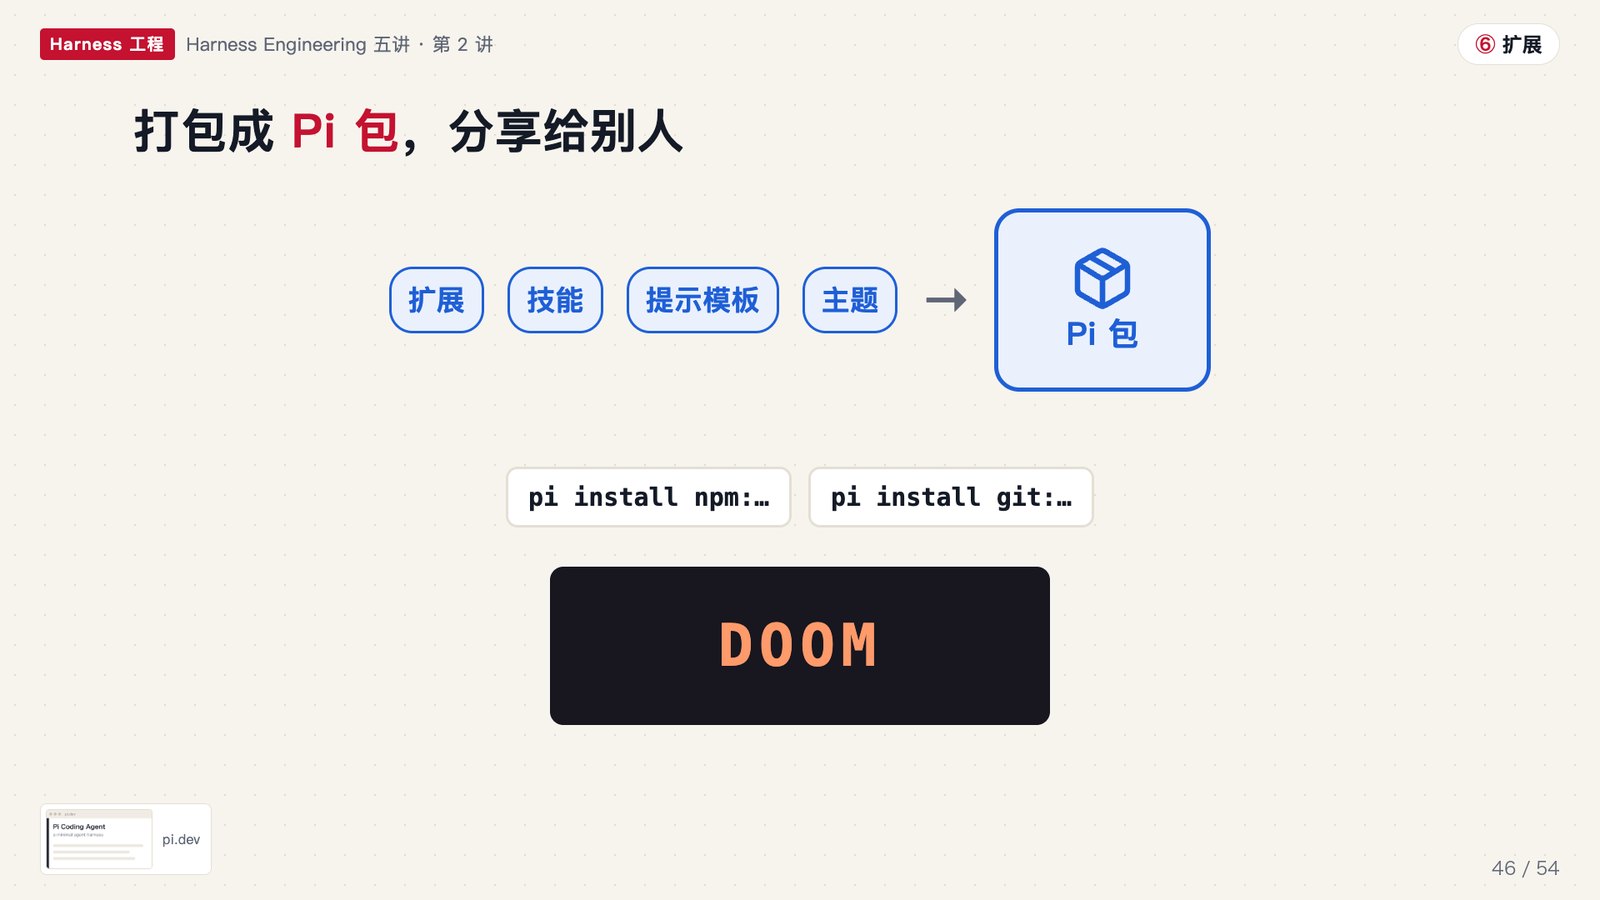 Harness 工程 Harness Engineering 五讲 · 第 2 讲
⑥ 扩展
打包成 Pi 包，分享给别人
扩展 技能 提示模板 主题 →
Pi 包
pi install npm:… pi install git:…
DOOM
Pi Coding Agent
pi.dev
46 / 54